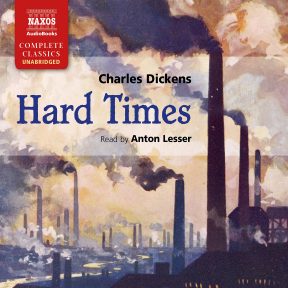 NAXOS
AudioBooks
COMPLETE
CLASSICS
UNABRIDGED
Charles Dickens
Hard Times
Read by Anton Lesser